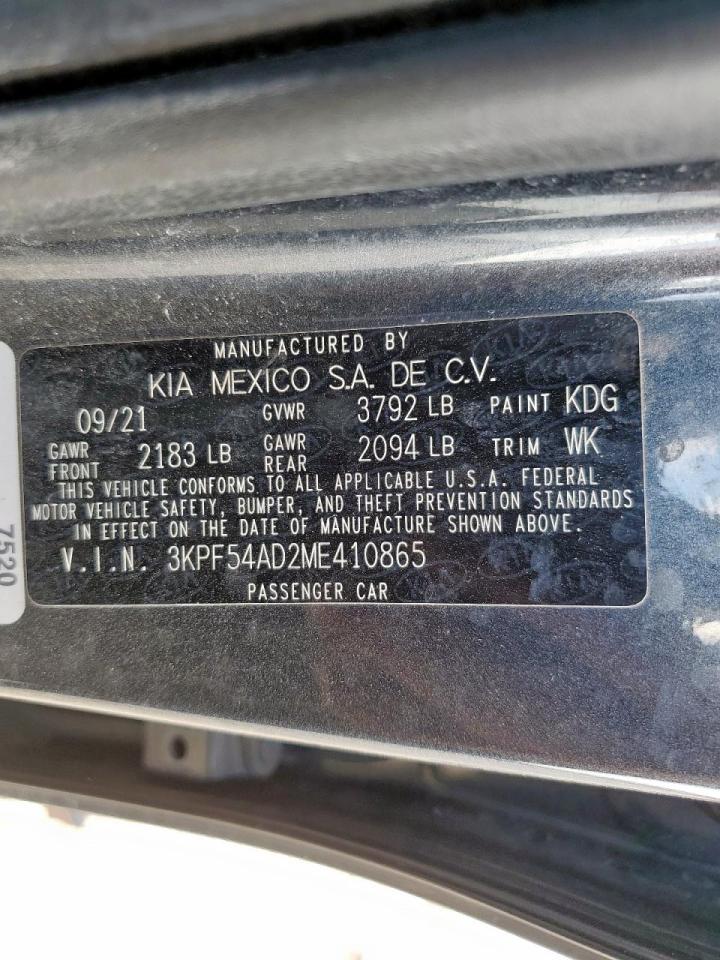 MANUFACTURED BY
KIA MEXICO S.A. DE C.V.
09/21 GVWR 3792 LB PAINT KDG
GAWR FRONT 2183 LB GAWR REAR 2094 LB TRIM WK
THIS VEHICLE CONFORMS TO ALL APPLICABLE U.S.A. FEDERAL
MOTOR VEHICLE SAFETY, BUMPER, AND THEFT PREVENTION STANDARDS
IN EFFECT ON THE DATE OF MANUFACTURE SHOWN ABOVE.
V.I.N. 3KPF54AD2ME410865
PASSENGER CAR
7520